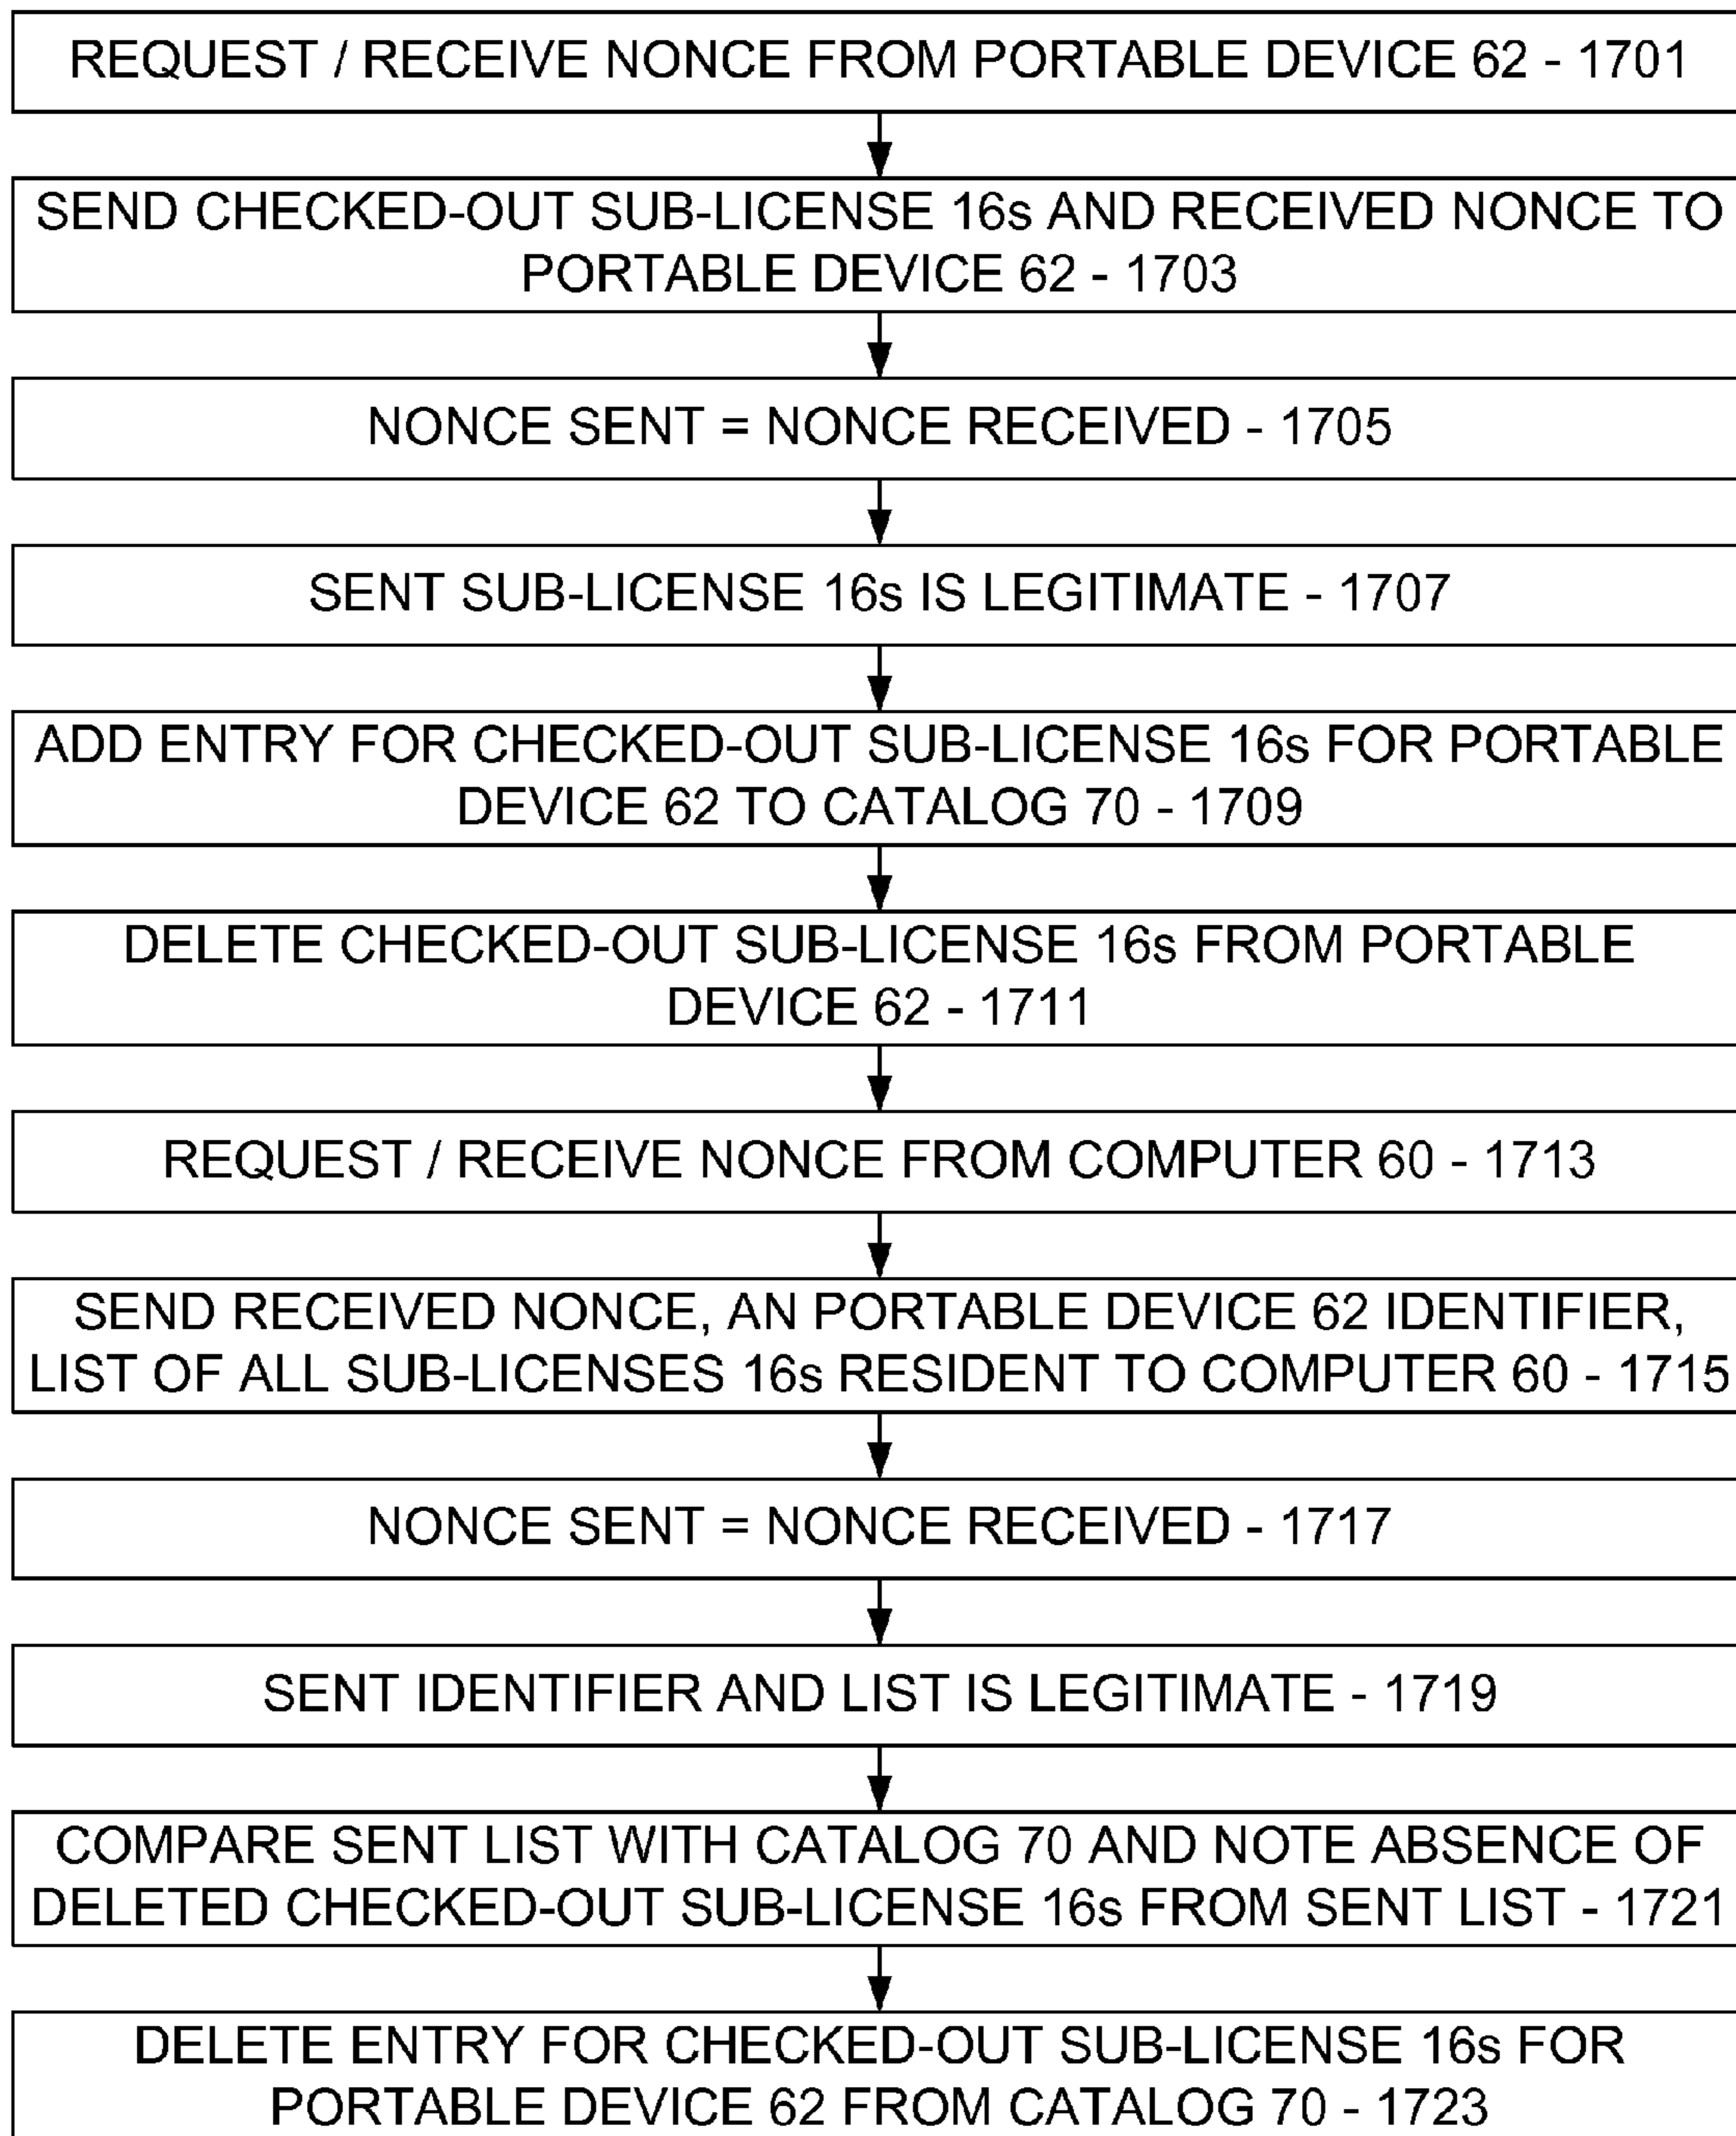 REQUEST / RECEIVE NONCE FROM PORTABLE DEVICE 62 - 1701
SEND CHECKED-OUT SUB-LICENSE 16s AND RECEIVED NONCE TO
PORTABLE DEVICE 62 - 1703
NONCE SENT = NONCE RECEIVED - 1705
SENT SUB-LICENSE 16s IS LEGITIMATE - 1707
ADD ENTRY FOR CHECKED-OUT SUB-LICENSE 16s FOR PORTABLE
DEVICE 62 TO CATALOG 70 - 1709
DELETE CHECKED-OUT SUB-LICENSE 16s FROM PORTABLE
DEVICE 62 - 1711
REQUEST / RECEIVE NONCE FROM COMPUTER 60 - 1713
SEND RECEIVED NONCE, AN PORTABLE DEVICE 62 IDENTIFIER,
LIST OF ALL SUB-LICENSES 16s RESIDENT TO COMPUTER 60 - 1715
NONCE SENT = NONCE RECEIVED - 1717
SENT IDENTIFIER AND LIST IS LEGITIMATE - 1719
COMPARE SENT LIST WITH CATALOG 70 AND NOTE ABSENCE OF
DELETED CHECKED-OUT SUB-LICENSE 16s FROM SENT LIST - 1721
DELETE ENTRY FOR CHECKED-OUT SUB-LICENSE 16s FOR
PORTABLE DEVICE 62 FROM CATALOG 70 - 1723